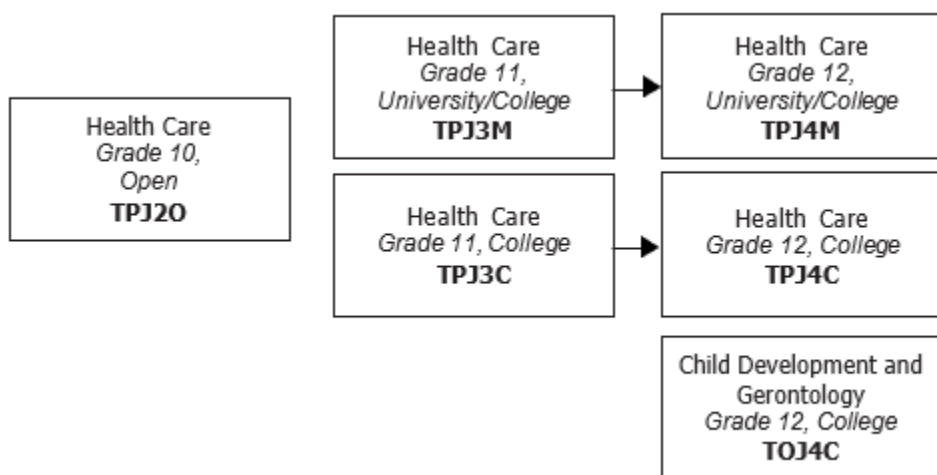 Health Care
Grade 10,
Open
TPJ2O
Health Care
Grade 11,
University/College
TPJ3M
Health Care
Grade 12,
University/College
TPJ4M
Health Care
Grade 11, College
TPJ3C
Health Care
Grade 12, College
TPJ4C
Child Development and
Gerontology
Grade 12, College
TOJ4C